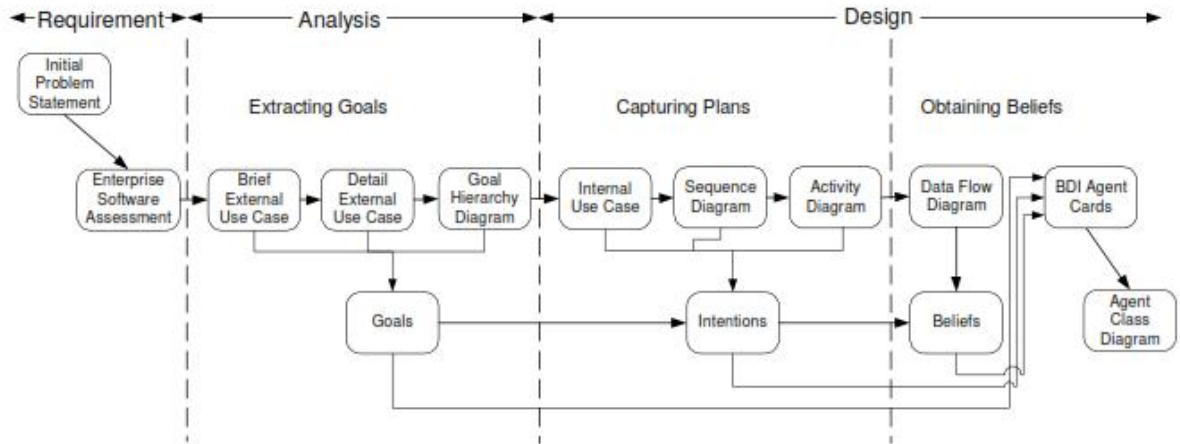 Requirement
Analysis
Design
Initial
Problem
Statement
Extracting Goals
Capturing Plans
Obtaining Beliefs
Enterprise
Software
Assessment
Brief
External
Use Case
Detail
External
Use Case
Goal
Hierarchy
Diagram
Internal
Use Case
Sequence
Diagram
Activity
Diagram
Data Flow
Diagram
BDI Agent
Cards
Goals
Intentions
Beliefs
Agent
Class
Diagram